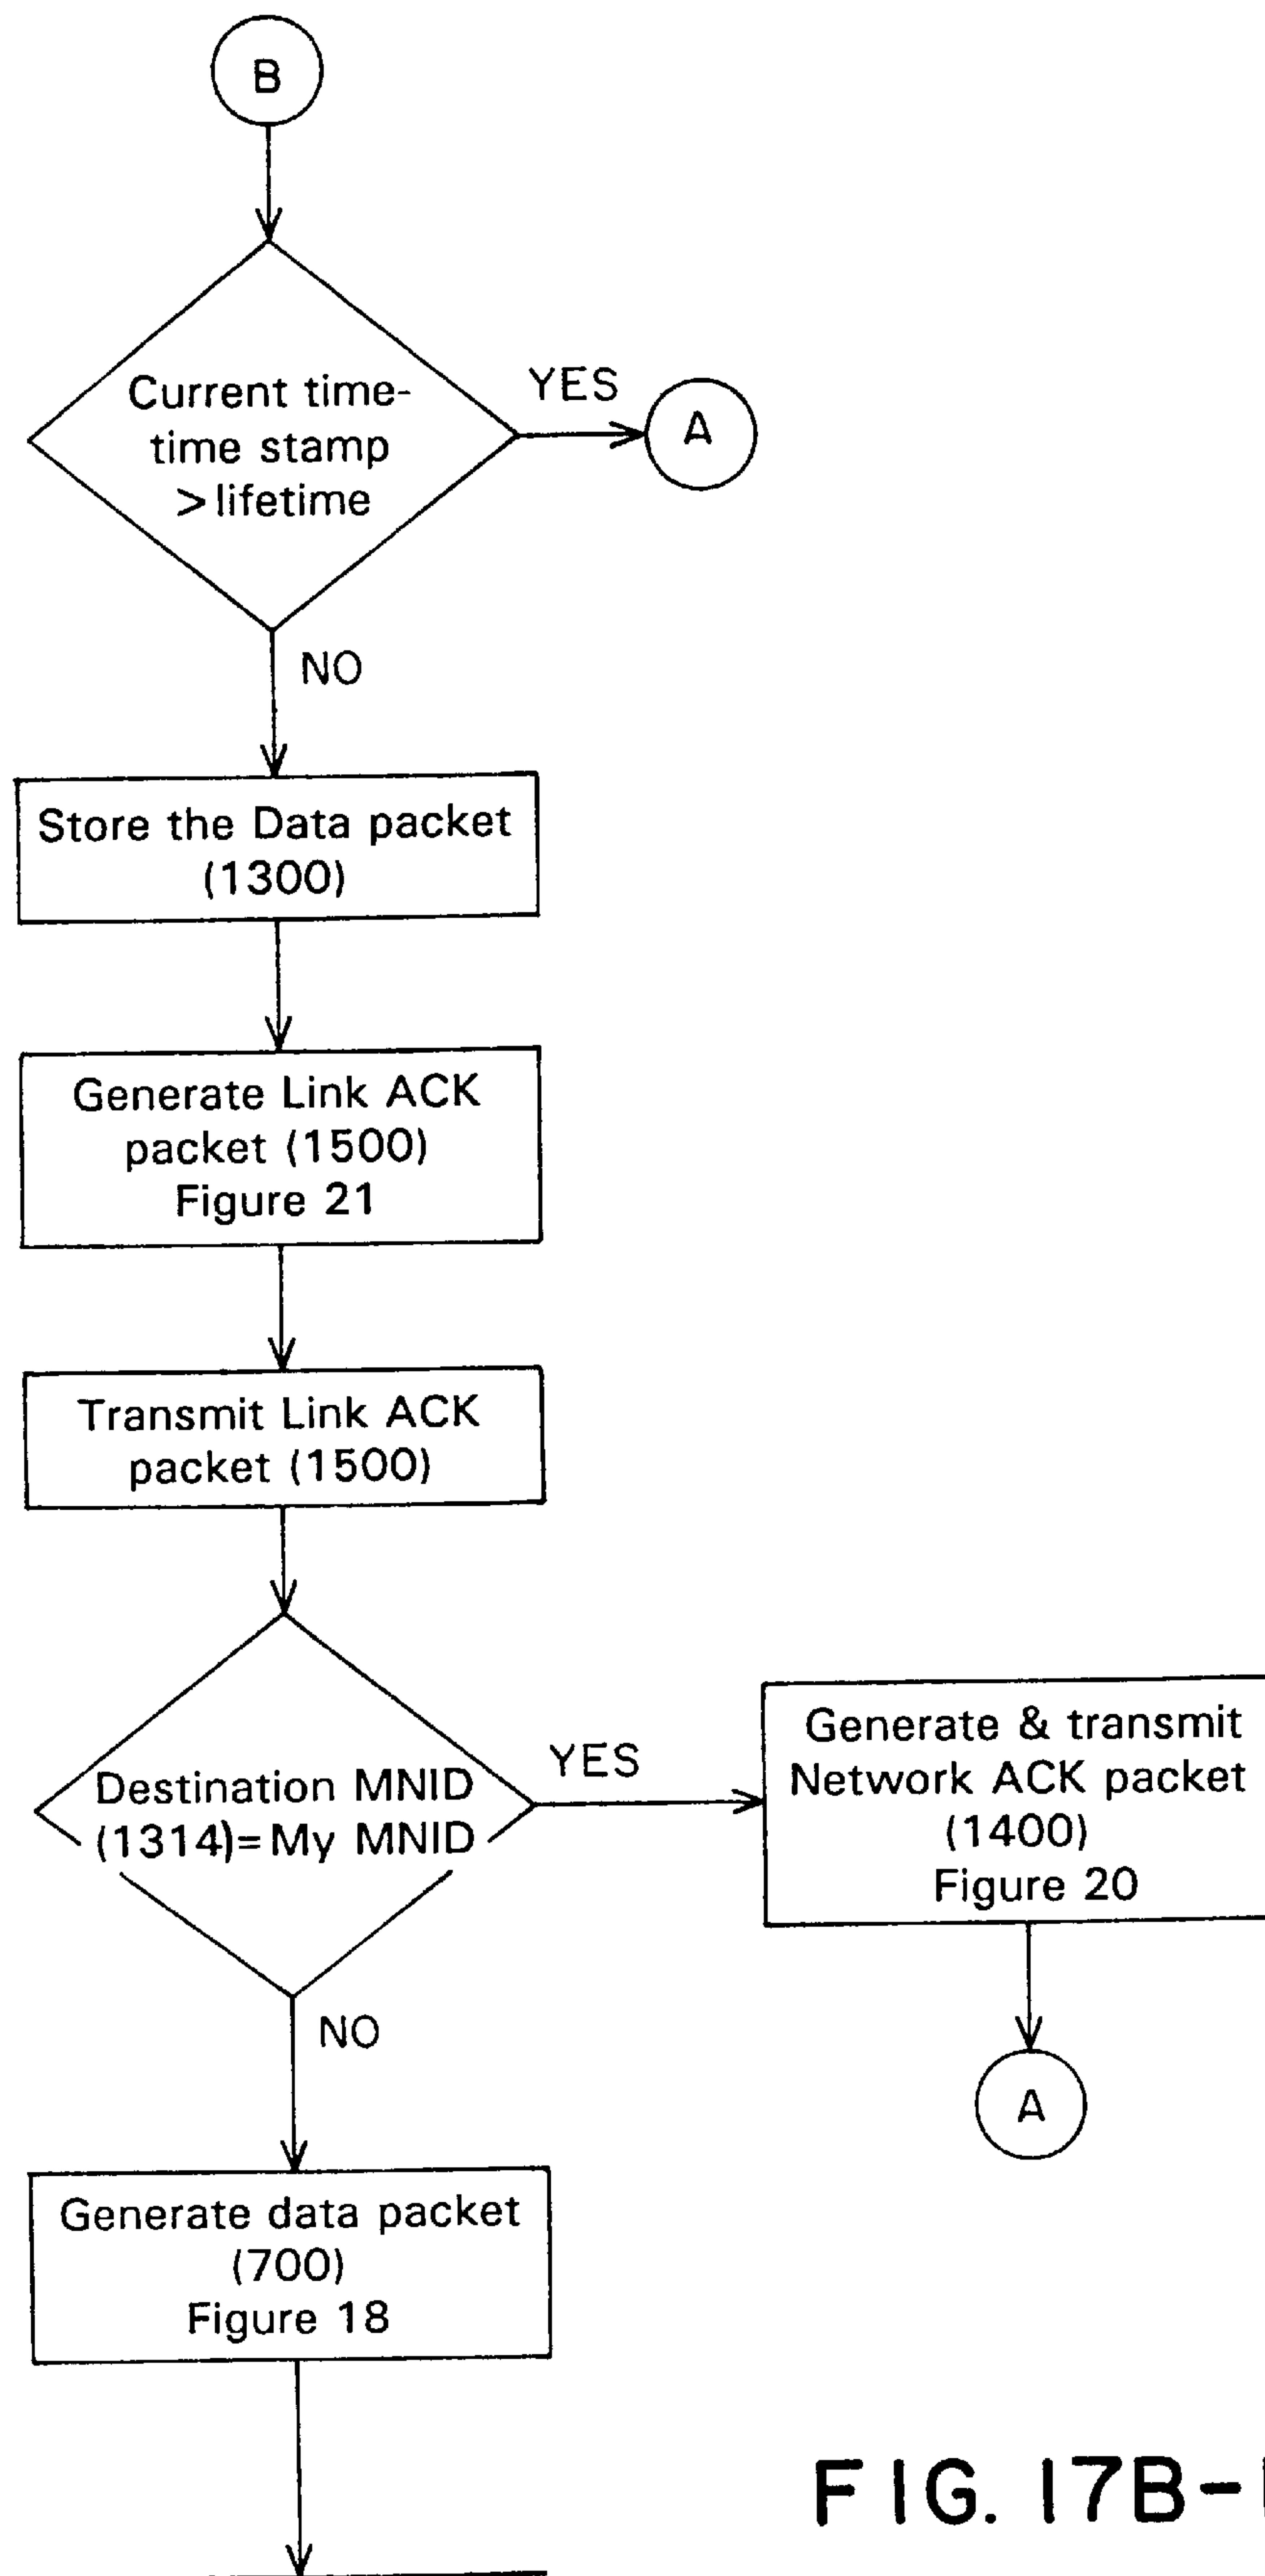 B
Current time-
time stamp
>lifetime
YES
A
NO
Store the Data packet
(1300)
Generate Link ACK
packet (1500)
Figure 21
Transmit Link ACK
packet (1500)
Destination MNID
(1314)=My MNID
YES
Generate & transmit
Network ACK packet
(1400)
Figure 20
A
NO
Generate data packet
(700)
Figure 18
FIG. 17B-1